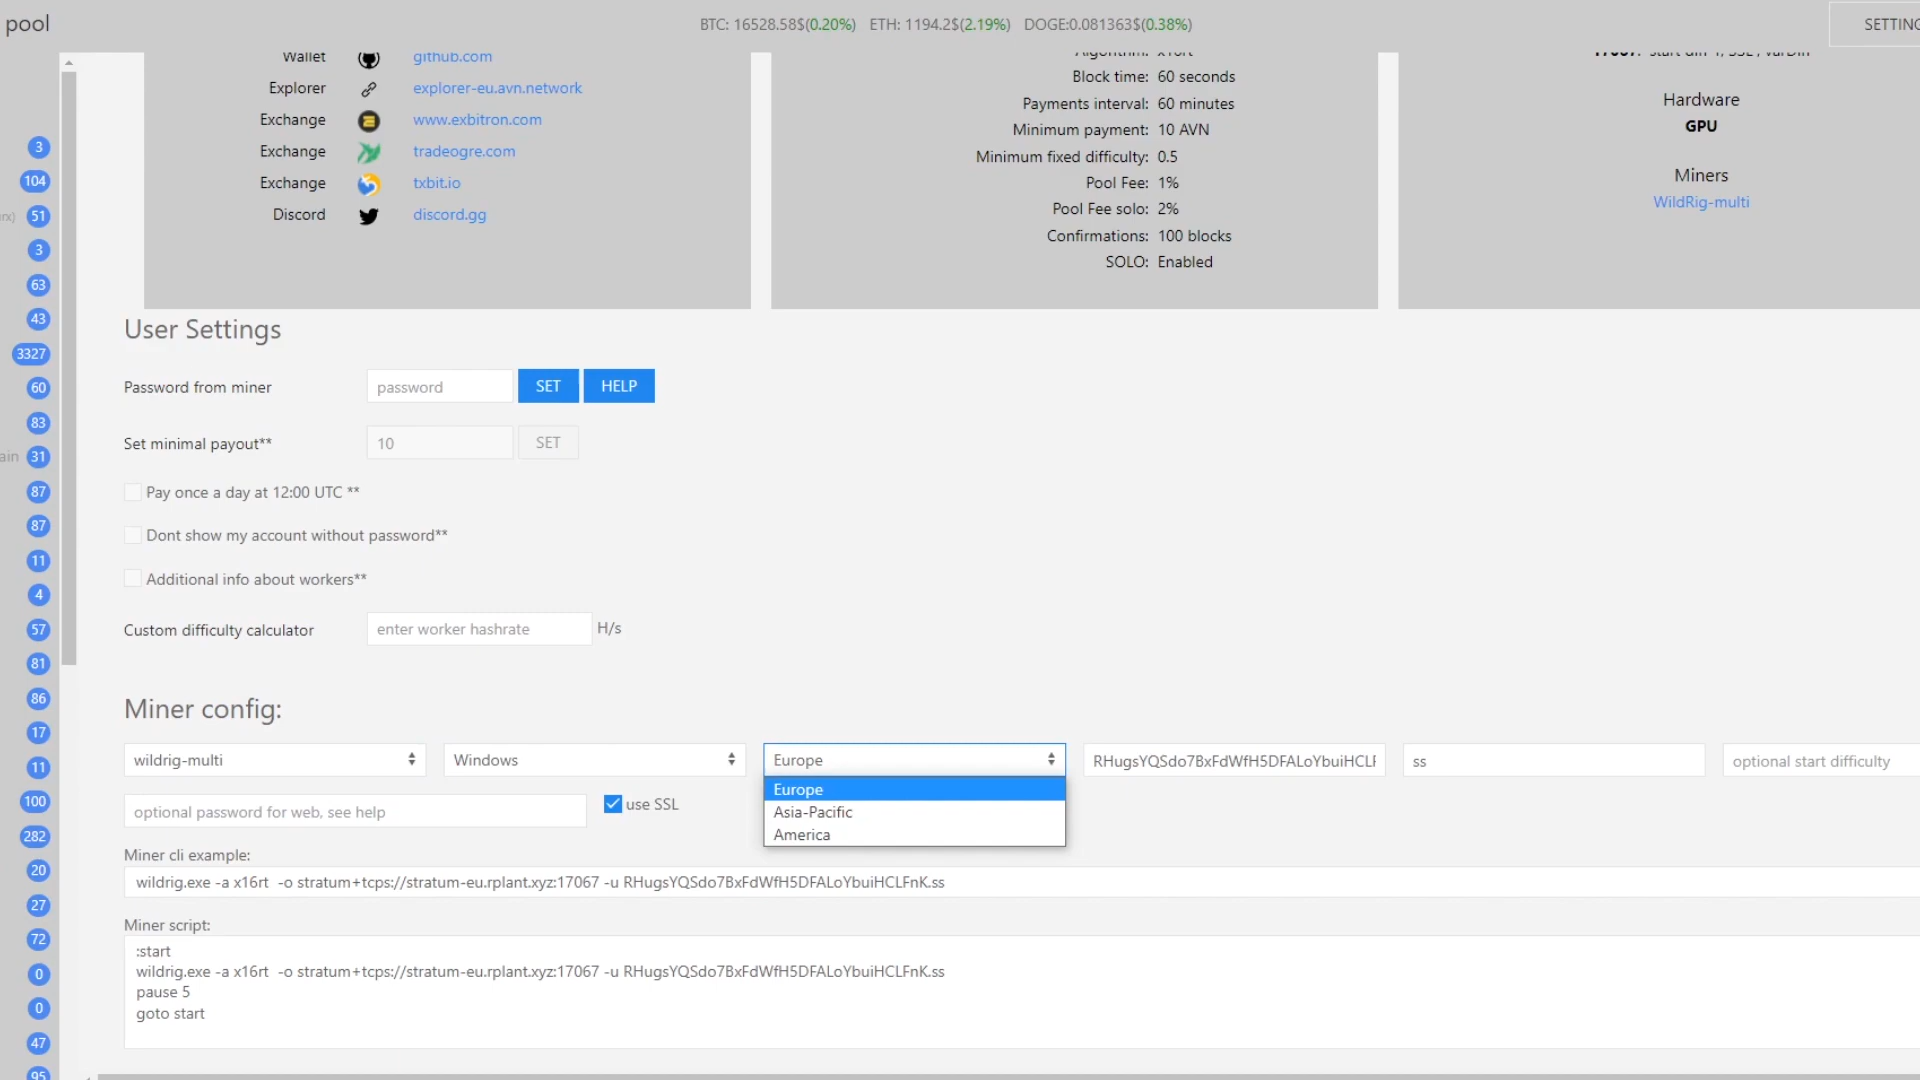 pool
BTC: 16528.58$(0.20%) ETH: 1194.2$(2.19%) DOGE:0.081363$(0.38%)
SETTING
Wallet github.com
Explorer explorer-eu.avn.network
Exchange www.exbitron.com
Exchange tradeogre.com
Exchange txbit.io
Discord discord.gg
Algorithm: x16rt
Block time: 60 seconds
Payments interval: 60 minutes
Minimum payment: 10 AVN
Minimum fixed difficulty: 0.5
Pool Fee: 1%
Pool Fee solo: 2%
Confirmations: 100 blocks
SOLO: Enabled
Hardware
GPU
Miners
WildRig-multi
3
104
51
3
63
43
3327
60
83
ain 31
87
87
11
4
57
81
86
17
11
100
282
20
27
72
0
0
47
95
User Settings
Password from miner password SET HELP
Set minimal payout** 10 SET
Pay once a day at 12:00 UTC **
Dont show my account without password**
Additional info about workers**
Custom difficulty calculator enter worker hashrate H/s
Miner config:
wildrig-multi Windows Europe RHugsYQSdo7BxFdWfH5DFALoYbuiHCLF ss optional start difficulty
Europe
Asia-Pacific
America
optional password for web, see help use SSL
Miner cli example:
wildrig.exe -a x16rt -o stratum+tcps://stratum-eu.rplant.xyz:17067 -u RHugsYQSdo7BxFdWfH5DFALoYbuiHCLFnK.ss
Miner script:
:start
wildrig.exe -a x16rt -o stratum+tcps://stratum-eu.rplant.xyz:17067 -u RHugsYQSdo7BxFdWfH5DFALoYbuiHCLFnK.ss
pause 5
goto start